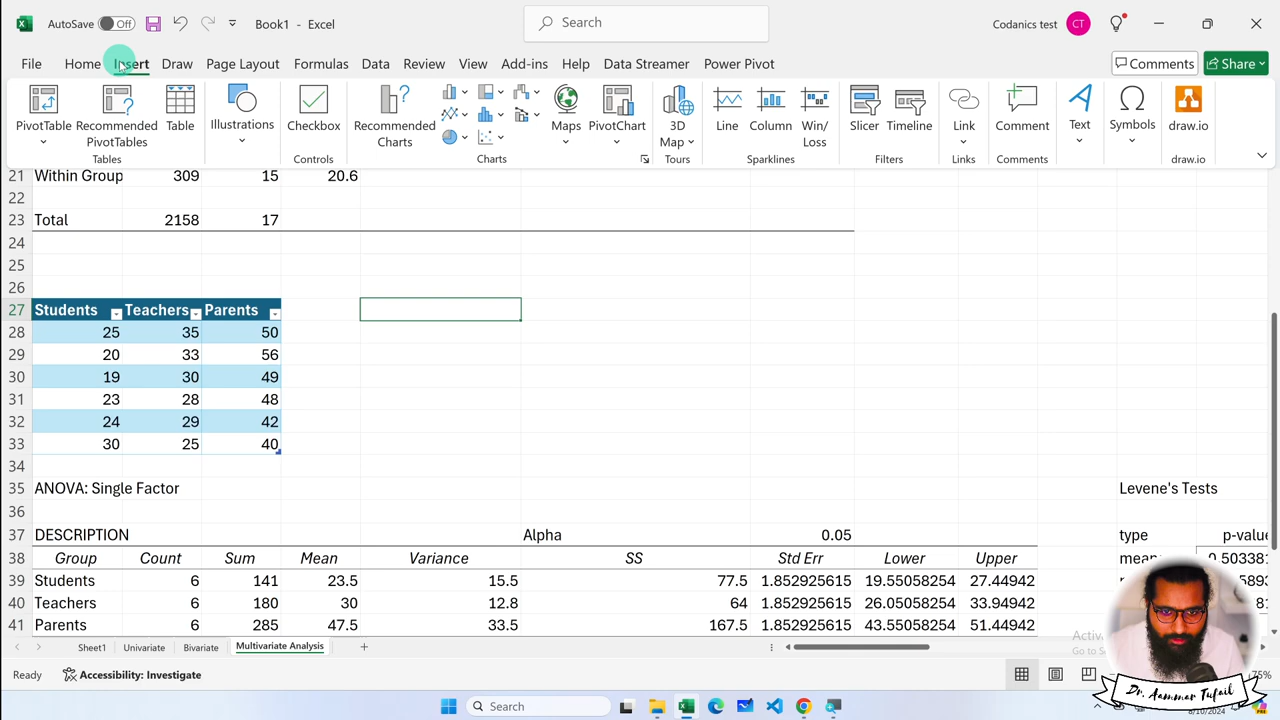 AutoSave Off Book1 - Excel Search Codanics test CT
File Home Insert Draw Page Layout Formulas Data Review View Add-ins Help Data Streamer Power Pivot Comments Share
PivotTable Recommended PivotTables Table Illustrations Checkbox Recommended Charts Maps PivotChart 3D Map Line Column Win/ Loss Slicer Timeline Link Comment Text Symbols draw.io
Tables Controls Charts Tours Sparklines Filters Links Comments draw.io
21 Within Group 309 15 20.6
22
23 Total 2158 17
24
25
26
27 Students Teachers Parents
28 25 35 50
29 20 33 56
30 19 30 49
31 23 28 48
32 24 29 42
33 30 25 40
34
35 ANOVA: Single Factor Levene's Tests
36
37 DESCRIPTION Alpha 0.05 type p-value
38 Group Count Sum Mean Variance SS Std Err Lower Upper
39 Students 6 141 23.5 15.5 77.5 1.852925615 19.55058254 27.44942
40 Teachers 6 180 30 12.8 64 1.852925615 26.05058254 33.94942
41 Parents 6 285 47.5 33.5 167.5 1.852925615 43.55058254 51.44942
Sheet1 Univariate Bivariate Multivariate Analysis
Ready Accessibility: Investigate
Search
Dr. Aammar Tufail